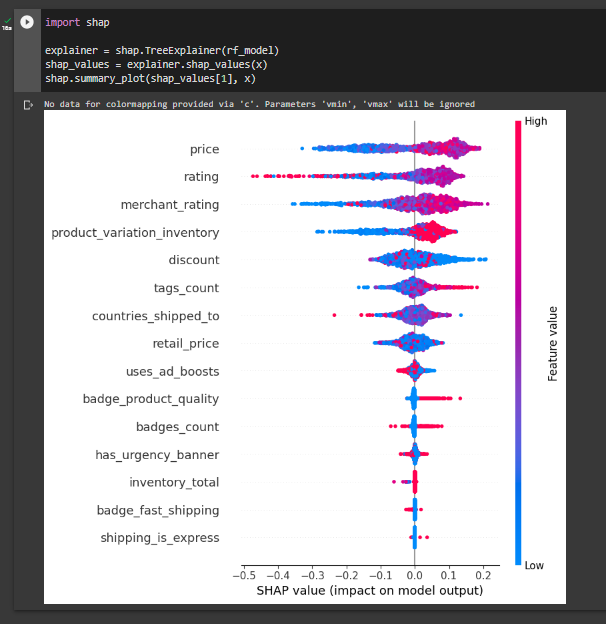 import shap
explainer = shap.TreeExplainer(rf_model)
shap_values = explainer.shap_values(x)
shap.summary_plot(shap_values[1], x)
No data for colormapping provided via 'c'. Parameters 'vmin', 'vmax' will be ignored
High
price
rating
merchant_rating
product_variation_inventory
discount
tags_count
countries_shipped_to
retail_price
uses_ad_boosts
badge_product_quality
badges_count
has_urgency_banner
inventory_total
badge_fast_shipping
shipping_is_express
Feature value
Low
−0.5 −0.4 −0.3 −0.2 −0.1 0.0 0.1 0.2
SHAP value (impact on model output)